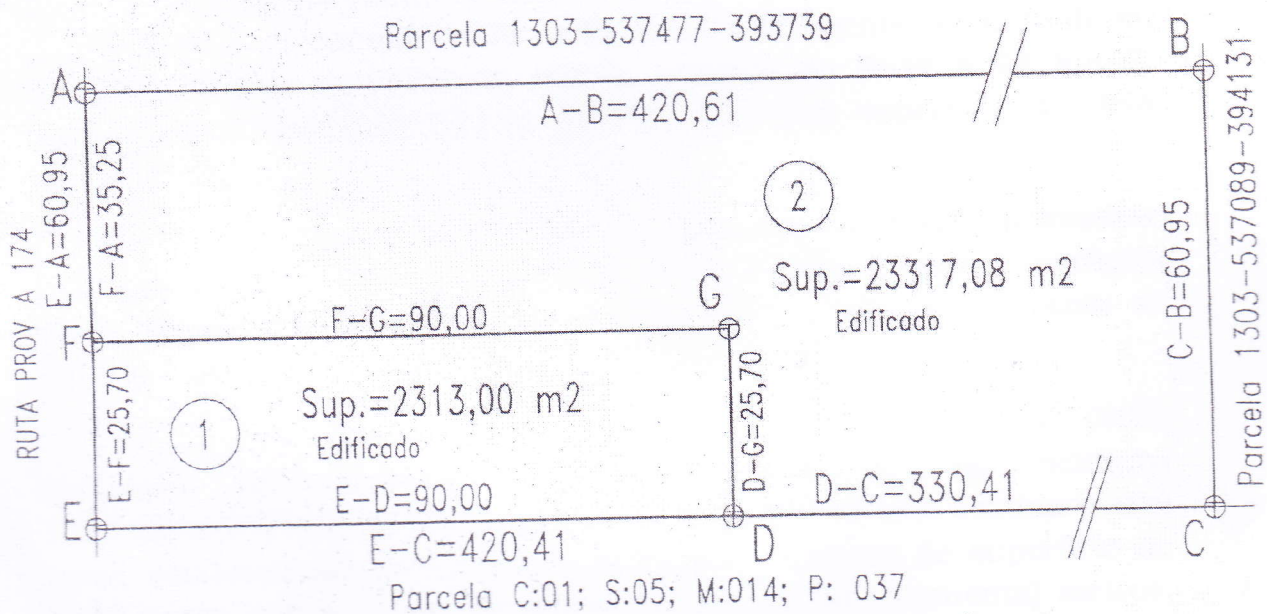 Parcela 1303-537477-393739
A
B
A-B=420,61
E-A=60,95
F-A=35,25
RUTA PROV A 174
2
Sup.=23317,08 m2
Edificado
C-B=60,95
Parcela 1303-537089-394131
F
F-G=90,00
G
E-F=25,70
1
Sup.=2313,00 m2
Edificado
D-G=25,70
E-D=90,00
D-C=330,41
E
E-C=420,41
D
C
Parcela C:01; S:05; M:014; P: 037